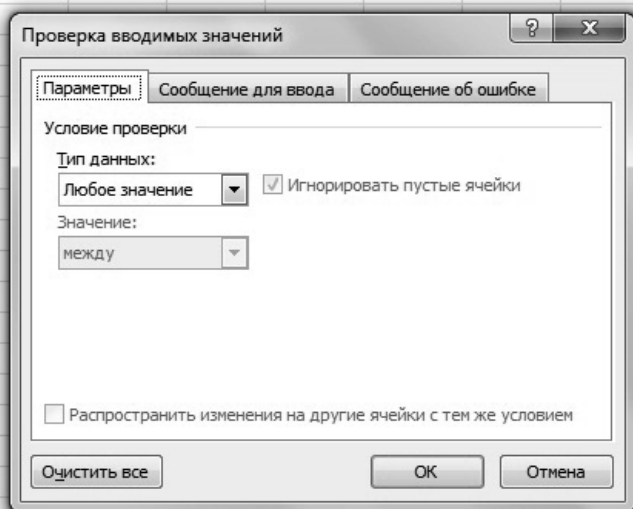 Проверка вводимых значений
Параметры Сообщение для ввода Сообщение об ошибке
Условие проверки
Тип данных:
Любое значение Игнорировать пустые ячейки
Значение:
между
Распространить изменения на другие ячейки с тем же условием
Очистить все ОК Отмена